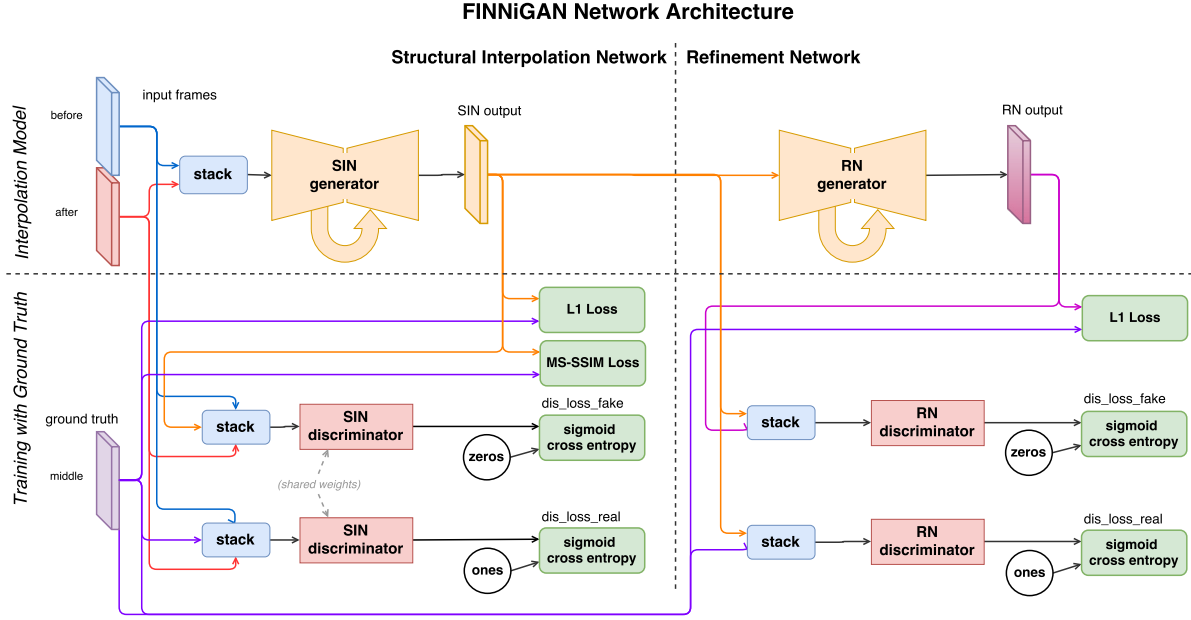 FINNiGAN Network Architecture
Structural Interpolation Network
Refinement Network
Interpolation Model
input frames
before
after
stack
SIN
generator
SIN output
RN
generator
RN output
Training with Ground Truth
L1 Loss
MS-SSIM Loss
L1 Loss
ground truth
middle
stack
SIN
discriminator
dis_loss_fake
zeros
sigmoid
cross entropy
(shared weights)
stack
SIN
discriminator
dis_loss_real
ones
sigmoid
cross entropy
stack
RN
discriminator
dis_loss_fake
zeros
sigmoid
cross entropy
stack
RN
discriminator
dis_loss_real
ones
sigmoid
cross entropy